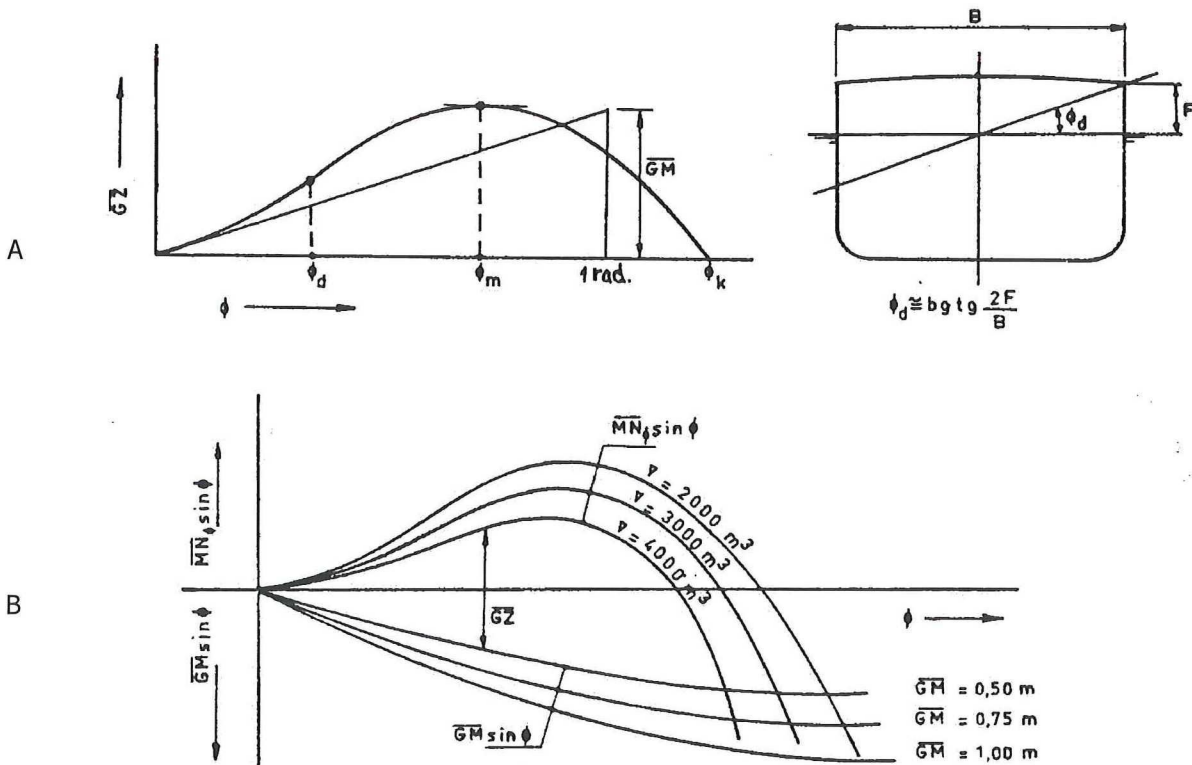 A
GZ
ϕ
ϕd
ϕm
1 rad.
ϕk
GM
B
F
ϕd
ϕd ≅ bgtg 2F/B
B
MNϕ sin ϕ
GM sin ϕ
MNϕ sin ϕ
∇ = 2000 m³
∇ = 3000 m³
∇ = 4000 m³
GZ
ϕ
GM sin ϕ
GM = 0,50 m
GM = 0,75 m
GM = 1,00 m